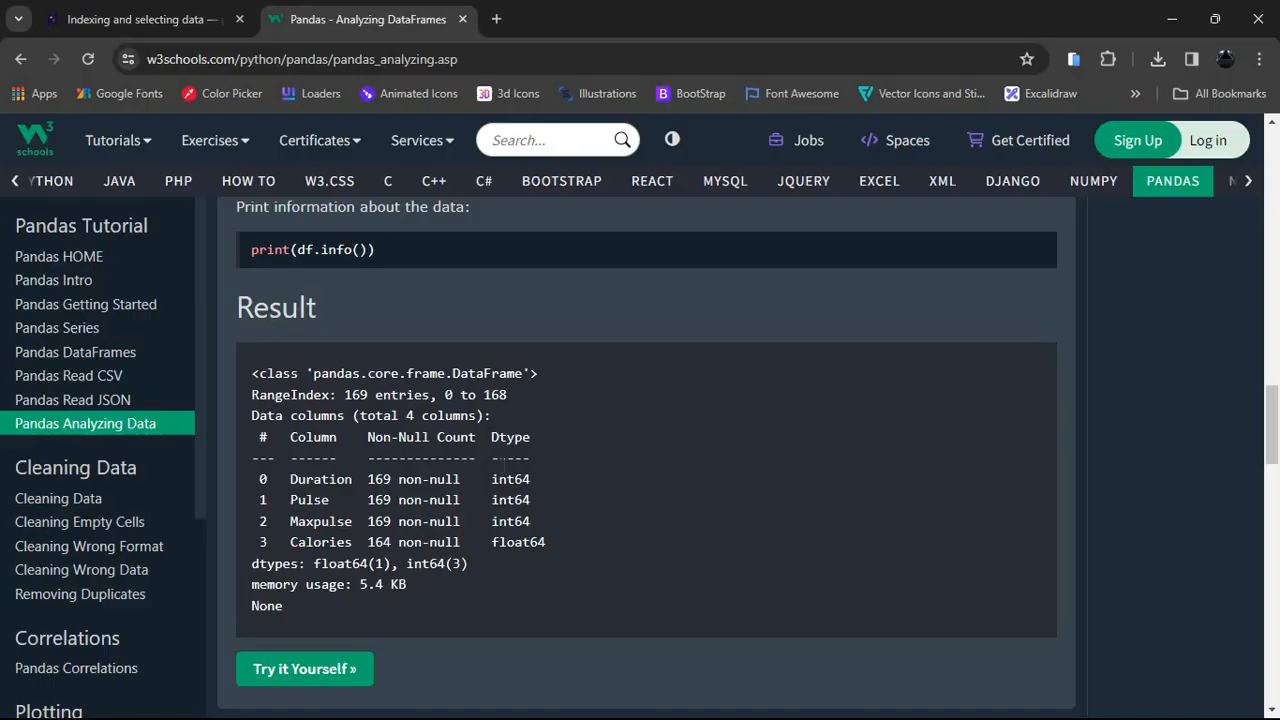 Indexing and selecting data —
Pandas - Analyzing DataFrames
w3schools.com/python/pandas/pandas_analyzing.asp
Apps
Google Fonts
Color Picker
Loaders
Animated Icons
3d Icons
Illustrations
BootStrap
Font Awesome
Vector Icons and Sti...
Excalidraw
All Bookmarks
W3 schools
Tutorials
Exercises
Certificates
Services
Search...
Jobs
Spaces
Get Certified
Sign Up
Log in
YTHON
JAVA
PHP
HOW TO
W3.CSS
C
C++
C#
BOOTSTRAP
REACT
MYSQL
JQUERY
EXCEL
XML
DJANGO
NUMPY
PANDAS
Pandas Tutorial
Pandas HOME
Pandas Intro
Pandas Getting Started
Pandas Series
Pandas DataFrames
Pandas Read CSV
Pandas Read JSON
Pandas Analyzing Data
Cleaning Data
Cleaning Data
Cleaning Empty Cells
Cleaning Wrong Format
Cleaning Wrong Data
Removing Duplicates
Correlations
Pandas Correlations
Plotting
Print information about the data:
print(df.info())
Result
<class 'pandas.core.frame.DataFrame'>
RangeIndex: 169 entries, 0 to 168
Data columns (total 4 columns):
 #   Column    Non-Null Count  Dtype
---  ------    --------------  -----
 0   Duration  169 non-null    int64
 1   Pulse     169 non-null    int64
 2   Maxpulse  169 non-null    int64
 3   Calories  164 non-null    float64
dtypes: float64(1), int64(3)
memory usage: 5.4 KB
None
Try it Yourself »